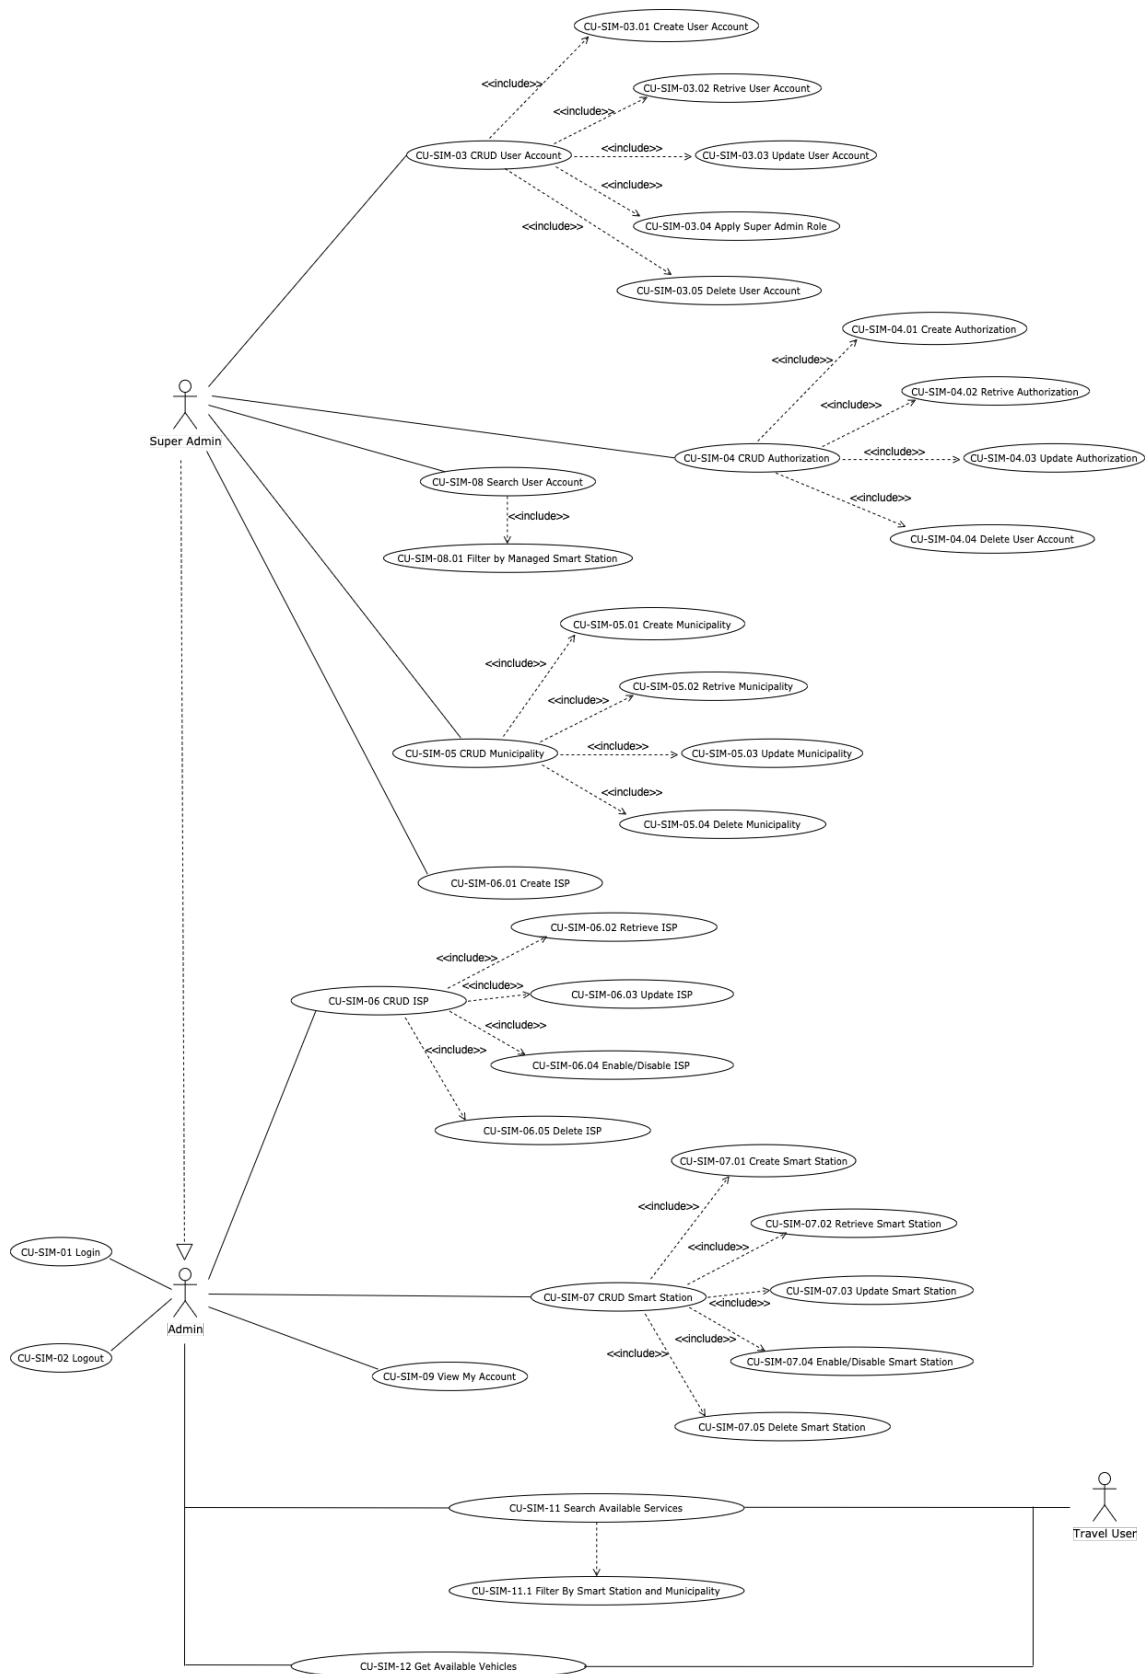 CU-SIM-03.01 Create User Account
<<include>>
CU-SIM-03.02 Retrive User Account
<<include>>
CU-SIM-03 CRUD User Account
<<include>>
CU-SIM-03.03 Update User Account
<<include>>
CU-SIM-03.04 Apply Super Admin Role
<<include>>
CU-SIM-03.05 Delete User Account
CU-SIM-04.01 Create Authorization
<<include>>
CU-SIM-04.02 Retrive Authorization
<<include>>
Super Admin
CU-SIM-04 CRUD Authorization
<<include>>
CU-SIM-04.03 Update Authorization
CU-SIM-08 Search User Account
<<include>>
<<include>>
CU-SIM-04.04 Delete User Account
CU-SIM-08.01 Filter by Managed Smart Station
CU-SIM-05.01 Create Municipality
<<include>>
CU-SIM-05.02 Retrive Municipality
<<include>>
CU-SIM-05 CRUD Municipality
<<include>>
CU-SIM-05.03 Update Municipality
<<include>>
CU-SIM-05.04 Delete Municipality
CU-SIM-06.01 Create ISP
CU-SIM-06.02 Retrieve ISP
<<include>>
CU-SIM-06 CRUD ISP
<<include>>
CU-SIM-06.03 Update ISP
<<include>>
<<include>>
CU-SIM-06.04 Enable/Disable ISP
CU-SIM-06.05 Delete ISP
CU-SIM-07.01 Create Smart Station
<<include>>
CU-SIM-07.02 Retrieve Smart Station
<<include>>
CU-SIM-01 Login
CU-SIM-07 CRUD Smart Station
<<include>>
CU-SIM-07.03 Update Smart Station
Admin
<<include>>
<<include>>
CU-SIM-07.04 Enable/Disable Smart Station
CU-SIM-02 Logout
CU-SIM-09 View My Account
CU-SIM-07.05 Delete Smart Station
CU-SIM-11 Search Available Services
Travel User
CU-SIM-11.1 Filter By Smart Station and Municipality
CU-SIM-12 Get Available Vehicles